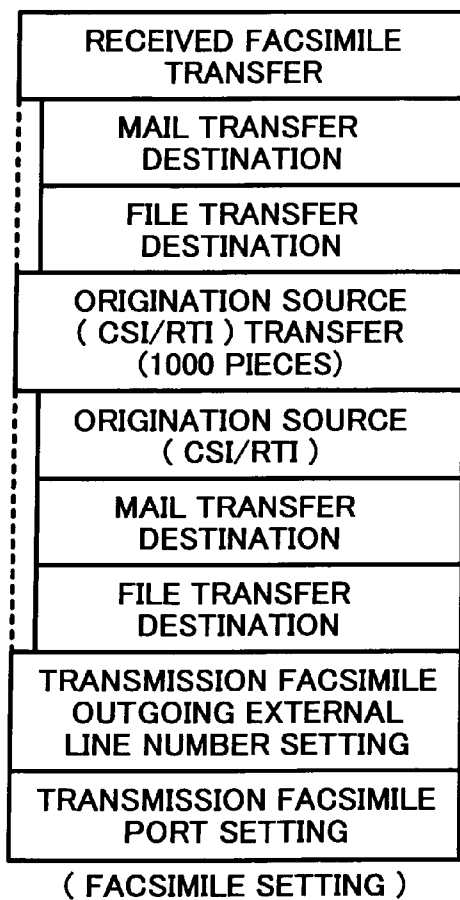 RECEIVED FACSIMILE
TRANSFER
MAIL TRANSFER
DESTINATION
FILE TRANSFER
DESTINATION
ORIGINATION SOURCE
( CSI/RTI ) TRANSFER
(1000 PIECES)
ORIGINATION SOURCE
( CSI/RTI )
MAIL TRANSFER
DESTINATION
FILE TRANSFER
DESTINATION
TRANSMISSION FACSIMILE
OUTGOING EXTERNAL
LINE NUMBER SETTING
TRANSMISSION FACSIMILE
PORT SETTING
( FACSIMILE SETTING )